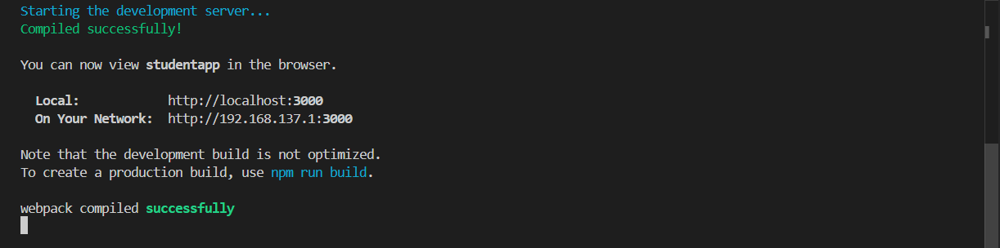 Starting the development server...
Compiled successfully!
You can now view studentapp in the browser.
Local: http://localhost:3000
On Your Network: http://192.168.137.1:3000
Note that the development build is not optimized.
To create a production build, use npm run build.
webpack compiled successfully